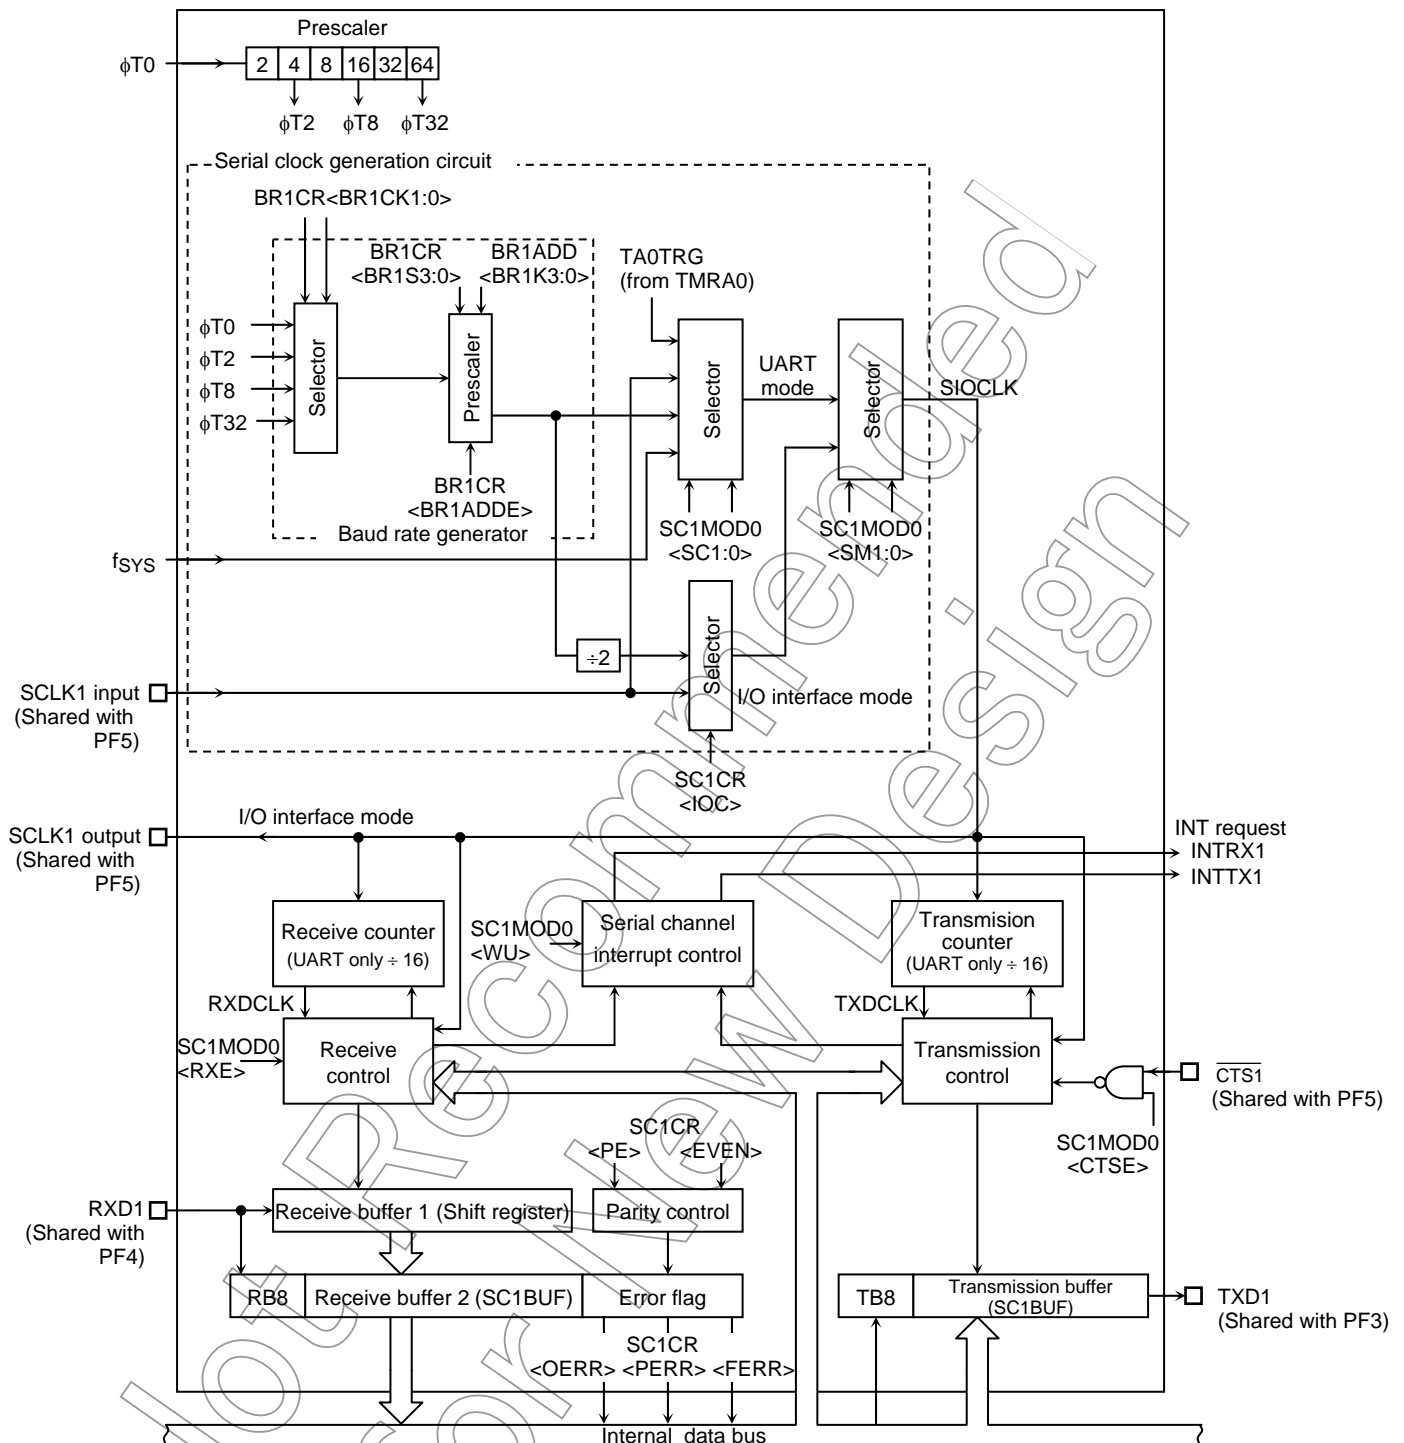 Prescaler
ϕT0
2 4 8 16 32 64
ϕT2 ϕT8 ϕT32
Serial clock generation circuit
BR1CR<BR1CK1:0>
BR1CR
<BR1S3:0>
BR1ADD
<BR1K3:0>
TA0TRG
(from TMRA0)
ϕT0
ϕT2
ϕT8
ϕT32
Selector
Prescaler
Selector
UART
mode
Selector
SIOCLK
BR1CR
<BR1ADDE>
Baud rate generator
SC1MOD0
<SC1:0>
SC1MOD0
<SM1:0>
fSYS
÷2
Selector
I/O interface mode
SCLK1 input
(Shared with
PF5)
SC1CR
<IOC>
SCLK1 output
(Shared with
PF5)
I/O interface mode
INT request
INTRX1
INTTX1
Receive counter
(UART only ÷ 16)
SC1MOD0
<WU>
Serial channel
interrupt control
Transmision
counter
(UART only ÷ 16)
RXDCLK
TXDCLK
SC1MOD0
<RXE>
Receive
control
Transmission
control
CTS1
(Shared with PF5)
SC1MOD0
<CTSE>
SC1CR
<PE>
<EVEN>
RXD1
(Shared with
PF4)
Receive buffer 1 (Shift register)
Parity control
RB8
Receive buffer 2 (SC1BUF)
Error flag
TB8
Transmission buffer
(SC1BUF)
TXD1
(Shared with PF3)
SC1CR
<OERR> <PERR> <FERR>
Internal data bus
Not Recommended
for New Design